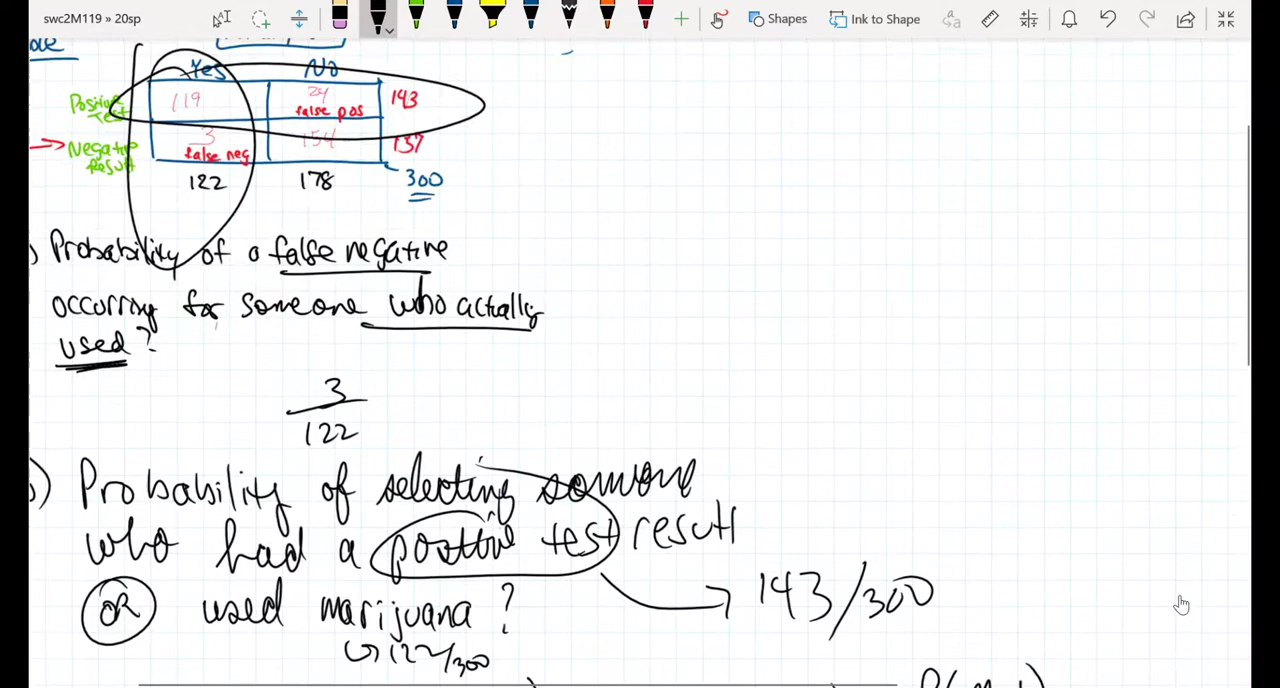 swc2M119 » 20sp
Shapes
Ink to Shape
Yes No
Positive Test 119 24 false pos 143
Negative Result 3 false neg 154 137
122 178 300
) Probability of a false negative
occurring for someone who actually
used?
3
122
) Probability of selecting someone
who had a positive test result
OR used marijuana? 143/300
122/300